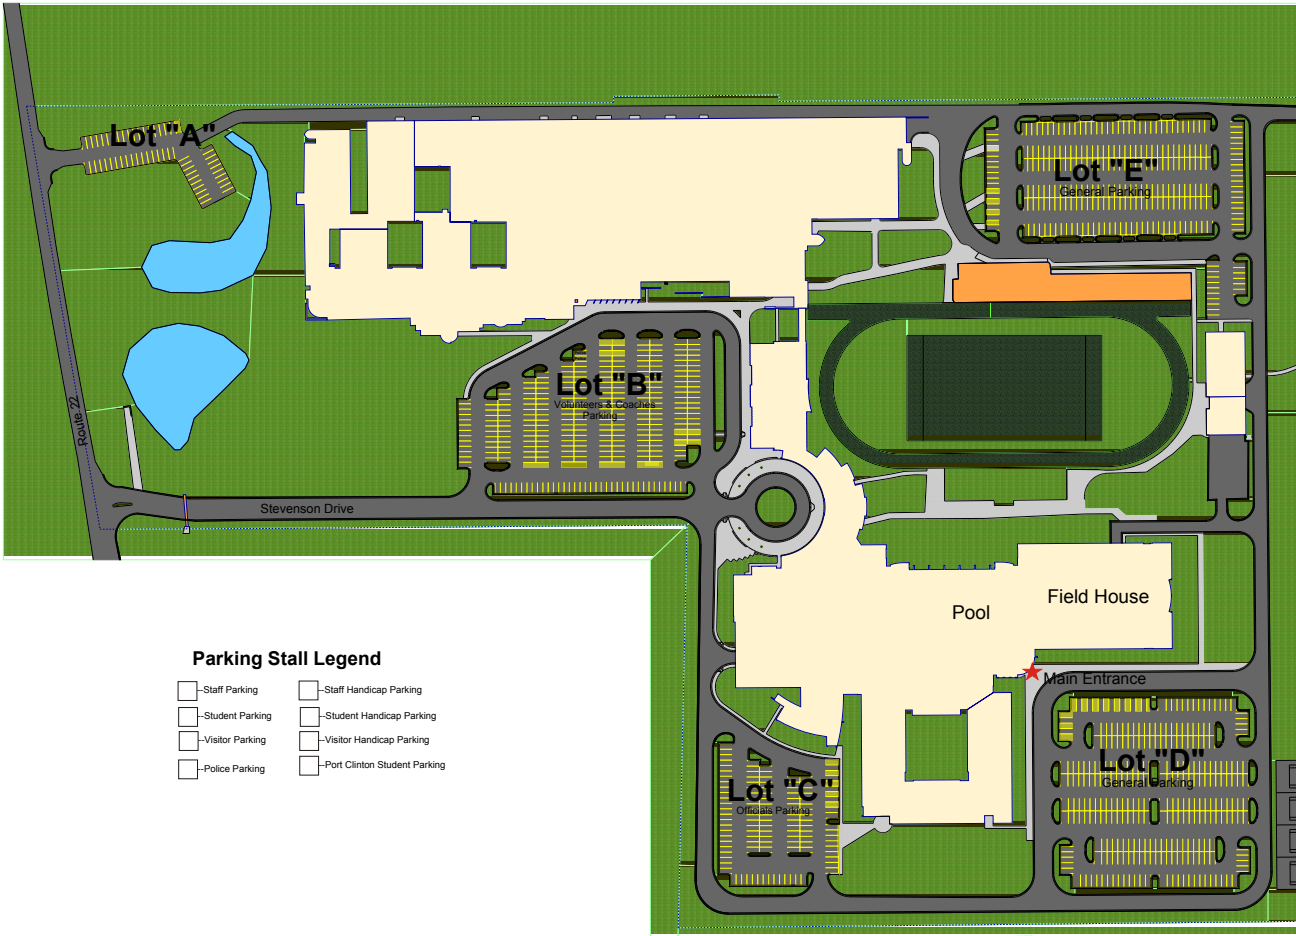 Lot "A"
Lot "E"
General Parking
Lot "B"
Volunteers & Coaches
Parking
Route 22
Stevenson Drive
Field House
Pool
Main Entrance
Parking Stall Legend
Staff Parking
Staff Handicap Parking
Student Parking
Student Handicap Parking
Visitor Parking
Visitor Handicap Parking
Police Parking
Port Clinton Student Parking
Lot "C"
Officials Parking
Lot "D"
General Parking